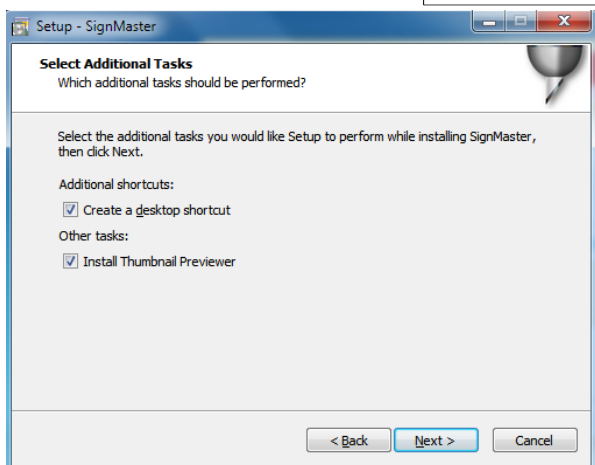 Setup - SignMaster
Select Additional Tasks
Which additional tasks should be performed?
Select the additional tasks you would like Setup to perform while installing SignMaster,
then click Next.
Additional shortcuts:
Create a desktop shortcut
Other tasks:
Install Thumbnail Previewer
< Back
Next >
Cancel